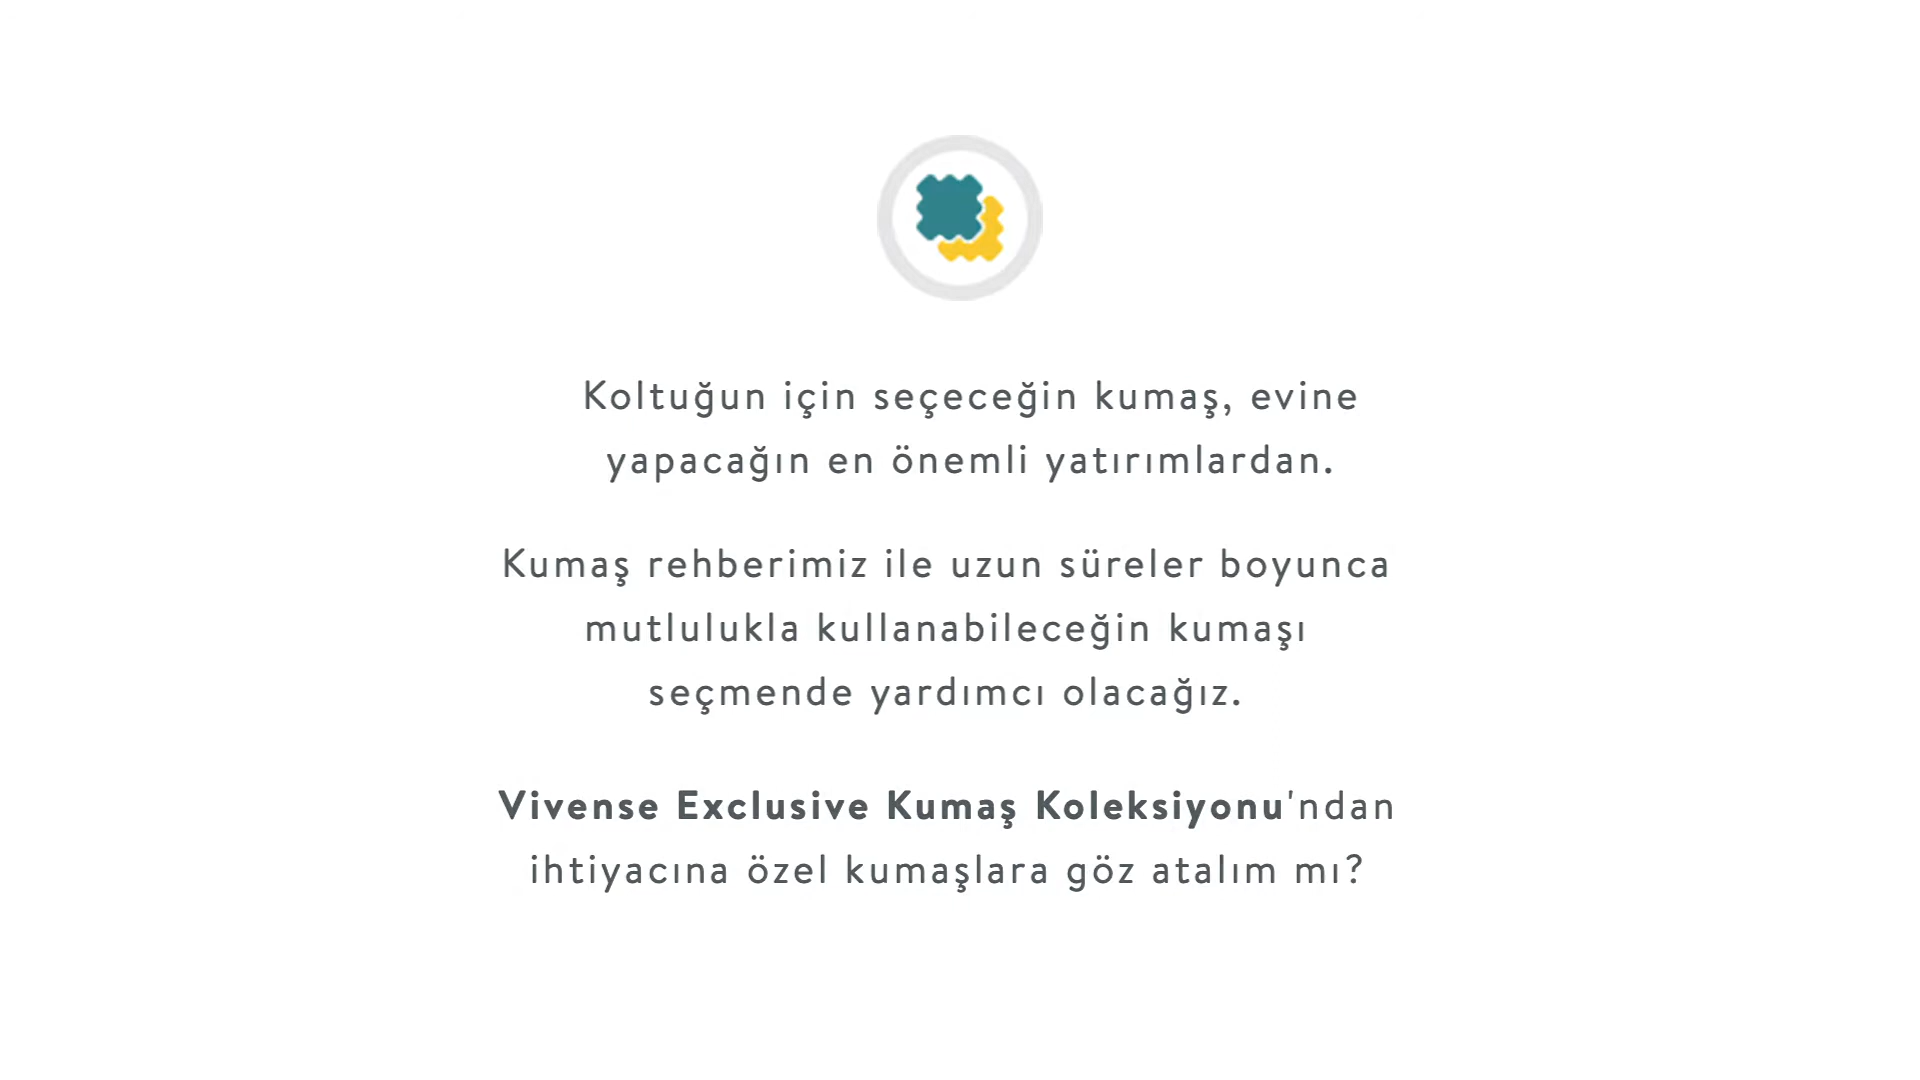 Koltuğun için seçeceğin kumaş, evine
yapacağın en önemli yatırımlardan.
Kumaş rehberimiz ile uzun süreler boyunca
mutlulukla kullanabileceğin kumaşı
seçmende yardımcı olacağız.
Vivense Exclusive Kumaş Koleksiyonu'ndan
ihtiyacına özel kumaşlara göz atalım mı?